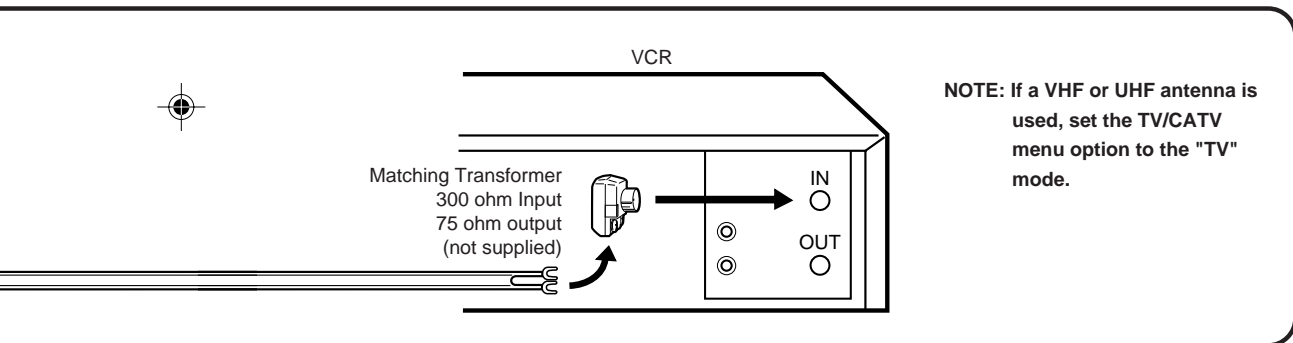 VCR
Matching Transformer
300 ohm Input
75 ohm output
(not supplied)
IN
OUT
NOTE: If a VHF or UHF antenna is
used, set the TV/CATV
menu option to the "TV"
mode.